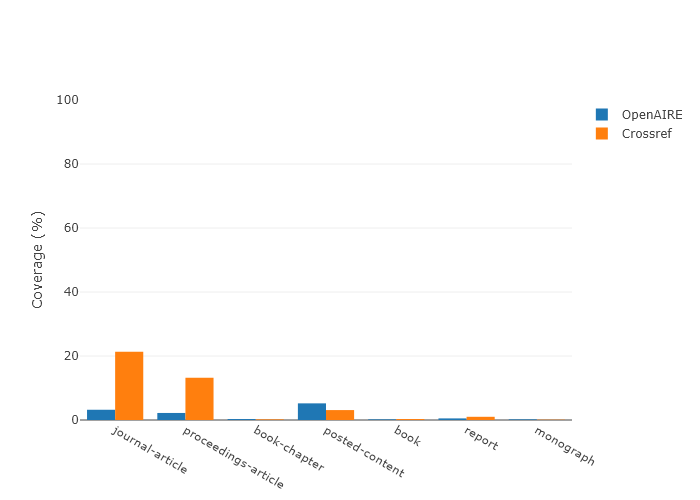 100
80
60
40
20
0
Coverage (%)
journal-article
proceedings-article
book-chapter
posted-content
book
report
monograph
OpenAIRE
Crossref